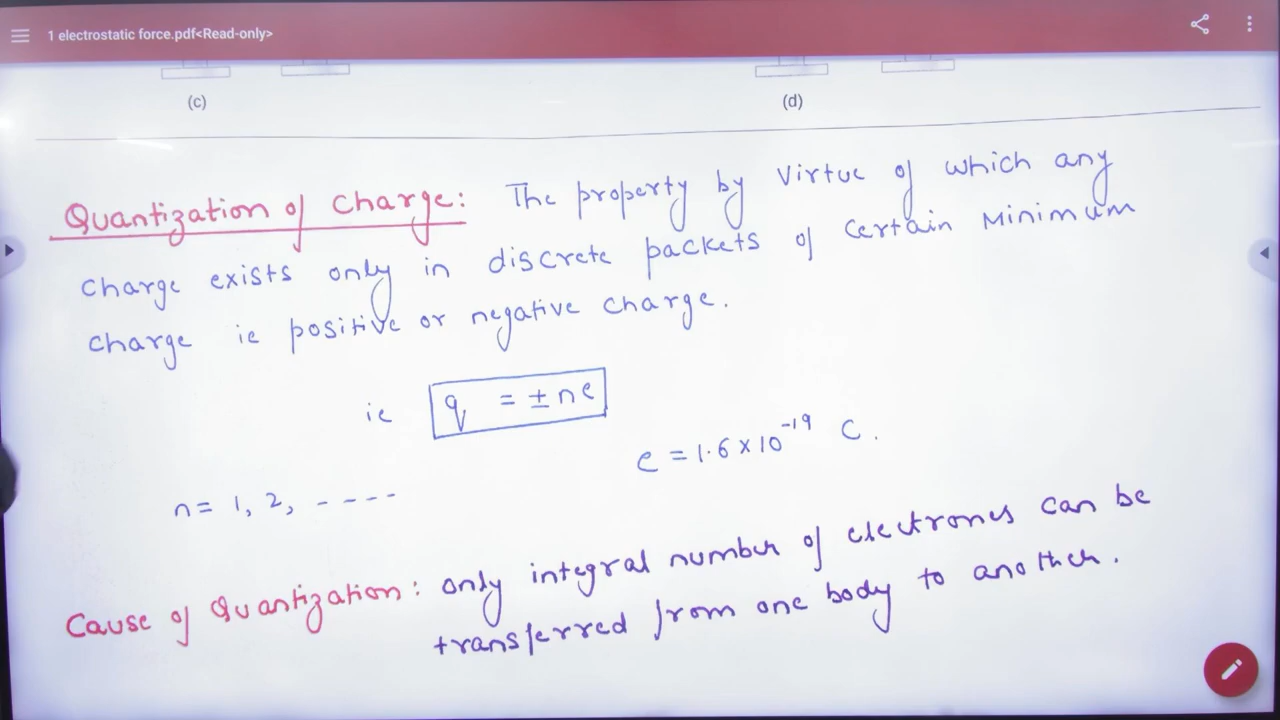 1 electrostatic force.pdf<Read-only>
(c) (d)
Quantization of charge: The property by virtue of which any
charge exists only in discrete packets of certain minimum
charge ie positive or negative charge.
ie q = ±ne
e = 1.6 × 10⁻¹⁹ C.
n = 1, 2, - - - -
Cause of Quantization: only integral number of electrones can be
transferred from one body to another.